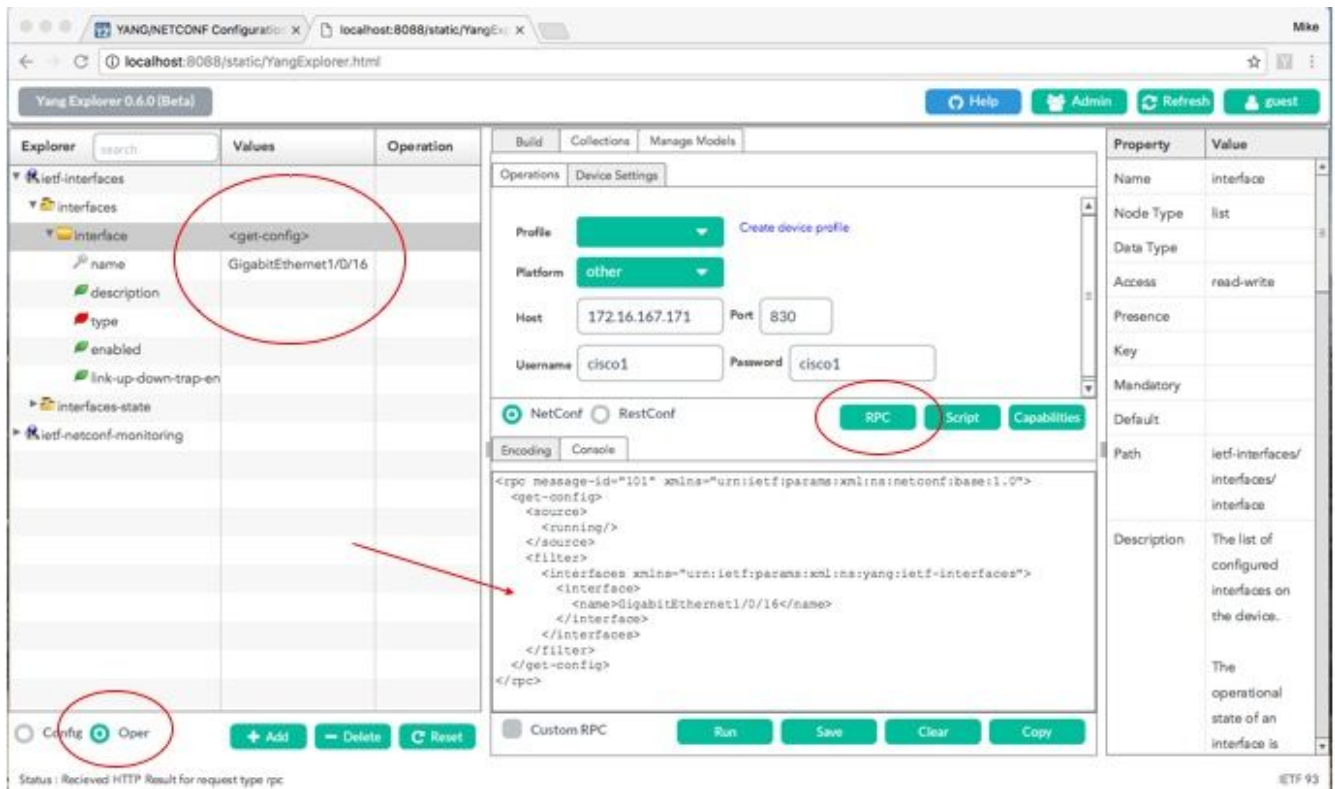 YANG/NETCONF Configuratio
localhost:8088/static/YangEx
Mike
localhost:8088/static/YangExplorer.html
Yang Explorer 0.6.0 (Beta)
Help
Admin
Refresh
guest
Explorer
search
Values
Operation
ietf-interfaces
interfaces
interface
<get-config>
name
GigabitEthernet1/0/16
description
type
enabled
link-up-down-trap-en
interfaces-state
ietf-netconf-monitoring
Config
Oper
+ Add
− Delete
Reset
Build
Collections
Manage Models
Operations
Device Settings
Profile
Create device profile
Platform
other
Host
172.16.167.171
Port
830
Username
cisco1
Password
cisco1
NetConf
RestConf
RPC
Script
Capabilities
Encoding
Console
<rpc message-id="101" xmlns="urn:ietf:params:xml:ns:netconf:base:1.0">
<get-config>
<source>
<running/>
</source>
<filter>
<interfaces xmlns="urn:ietf:params:xml:ns:yang:ietf-interfaces">
<interface>
<name>GigabitEthernet1/0/16</name>
</interface>
</interfaces>
</filter>
</get-config>
</rpc>
Custom RPC
Run
Save
Clear
Copy
Property
Value
Name
interface
Node Type
list
Data Type
Access
read-write
Presence
Key
Mandatory
Default
Path
ietf-interfaces/
interfaces/
interface
Description
The list of
configured
interfaces on
the device.
The
operational
state of an
interface is
Status : Recieved HTTP Result for request type rpc
IETF 93